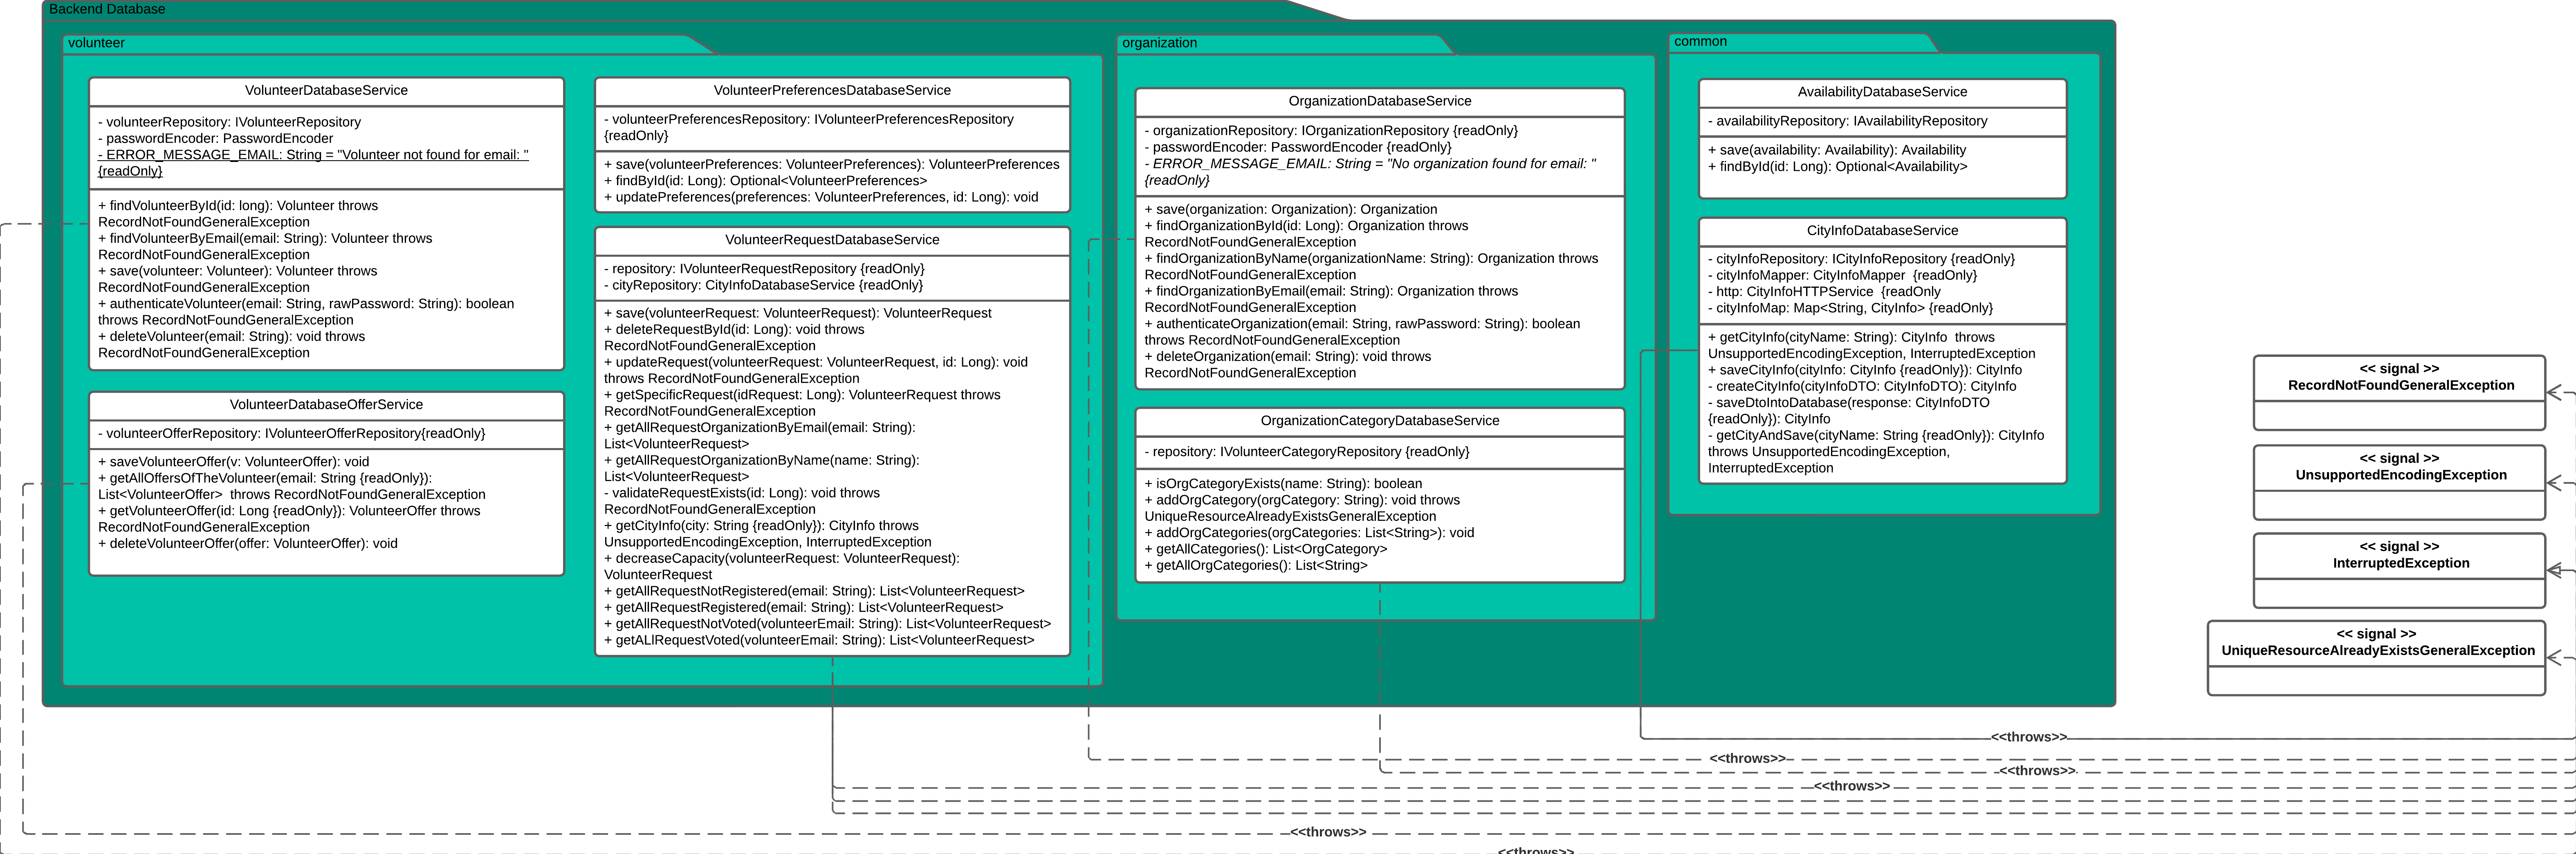 Backend Database
volunteer
VolunteerDatabaseService
- volunteerRepository: IVolunteerRepository
- passwordEncoder: PasswordEncoder
- ERROR_MESSAGE_EMAIL: String = "Volunteer not found for email: "
{readOnly}
+ findVolunteerById(id: long): Volunteer throws
RecordNotFoundGeneralException
+ findVolunteerByEmail(email: String): Volunteer throws
RecordNotFoundGeneralException
+ save(volunteer: Volunteer): Volunteer throws
RecordNotFoundGeneralException
+ authenticateVolunteer(email: String, rawPassword: String): boolean
throws RecordNotFoundGeneralException
+ deleteVolunteer(email: String): void throws
RecordNotFoundGeneralException
VolunteerDatabaseOfferService
- volunteerOfferRepository: IVolunteerOfferRepository{readOnly}
+ saveVolunteerOffer(v: VolunteerOffer): void
+ getAllOffersOfTheVolunteer(email: String {readOnly}):
List<VolunteerOffer>  throws RecordNotFoundGeneralException
+ getVolunteerOffer(id: Long {readOnly}): VolunteerOffer throws
RecordNotFoundGeneralException
+ deleteVolunteerOffer(offer: VolunteerOffer): void
VolunteerPreferencesDatabaseService
- volunteerPreferencesRepository: IVolunteerPreferencesRepository
{readOnly}
+ save(volunteerPreferences: VolunteerPreferences): VolunteerPreferences
+ findById(id: Long): Optional<VolunteerPreferences>
+ updatePreferences(preferences: VolunteerPreferences, id: Long): void
VolunteerRequestDatabaseService
- repository: IVolunteerRequestRepository {readOnly}
- cityRepository: CityInfoDatabaseService {readOnly}
+ save(volunteerRequest: VolunteerRequest): VolunteerRequest
+ deleteRequestById(id: Long): void throws
RecordNotFoundGeneralException
+ updateRequest(volunteerRequest: VolunteerRequest, id: Long): void
throws RecordNotFoundGeneralException
+ getSpecificRequest(idRequest: Long): VolunteerRequest throws
RecordNotFoundGeneralException
+ getAllRequestOrganizationByEmail(email: String):
List<VolunteerRequest>
+ getAllRequestOrganizationByName(name: String):
List<VolunteerRequest>
- validateRequestExists(id: Long): void throws
RecordNotFoundGeneralException
+ getCityInfo(city: String {readOnly}): CityInfo throws
UnsupportedEncodingException, InterruptedException
+ decreaseCapacity(volunteerRequest: VolunteerRequest):
VolunteerRequest
+ getAllRequestNotRegistered(email: String): List<VolunteerRequest>
+ getAllRequestRegistered(email: String): List<VolunteerRequest>
+ getAllRequestNotVoted(volunteerEmail: String): List<VolunteerRequest>
+ getALlRequestVoted(volunteerEmail: String): List<VolunteerRequest>
organization
OrganizationDatabaseService
- organizationRepository: IOrganizationRepository {readOnly}
- passwordEncoder: PasswordEncoder {readOnly}
- ERROR_MESSAGE_EMAIL: String = "No organization found for email: "
{readOnly}
+ save(organization: Organization): Organization
+ findOrganizationById(id: Long): Organization throws
RecordNotFoundGeneralException
+ findOrganizationByName(organizationName: String): Organization throws
RecordNotFoundGeneralException
+ findOrganizationByEmail(email: String): Organization throws
RecordNotFoundGeneralException
+ authenticateOrganization(email: String, rawPassword: String): boolean
throws RecordNotFoundGeneralException
+ deleteOrganization(email: String): void throws
RecordNotFoundGeneralException
OrganizationCategoryDatabaseService
- repository: IVolunteerCategoryRepository {readOnly}
+ isOrgCategoryExists(name: String): boolean
+ addOrgCategory(orgCategory: String): void throws
UniqueResourceAlreadyExistsGeneralException
+ addOrgCategories(orgCategories: List<String>): void
+ getAllCategories(): List<OrgCategory>
+ getAllOrgCategories(): List<String>
common
AvailabilityDatabaseService
- availabilityRepository: IAvailabilityRepository
+ save(availability: Availability): Availability
+ findById(id: Long): Optional<Availability>
CityInfoDatabaseService
- cityInfoRepository: ICityInfoRepository {readOnly}
- cityInfoMapper: CityInfoMapper  {readOnly}
- http: CityInfoHTTPService  {readOnly
- cityInfoMap: Map<String, CityInfo> {readOnly}
+ getCityInfo(cityName: String): CityInfo  throws
UnsupportedEncodingException, InterruptedException
+ saveCityInfo(cityInfo: CityInfo {readOnly}): CityInfo
- createCityInfo(cityInfoDTO: CityInfoDTO): CityInfo
- saveDtoIntoDatabase(response: CityInfoDTO
{readOnly}): CityInfo
- getCityAndSave(cityName: String {readOnly}): CityInfo
throws UnsupportedEncodingException,
InterruptedException
<< signal >>
RecordNotFoundGeneralException
<< signal >>
UnsupportedEncodingException
<< signal >>
InterruptedException
<< signal >>
UniqueResourceAlreadyExistsGeneralException
<<throws>>
<<throws>>
<<throws>>
<<throws>>
<<throws>>
<<throws>>